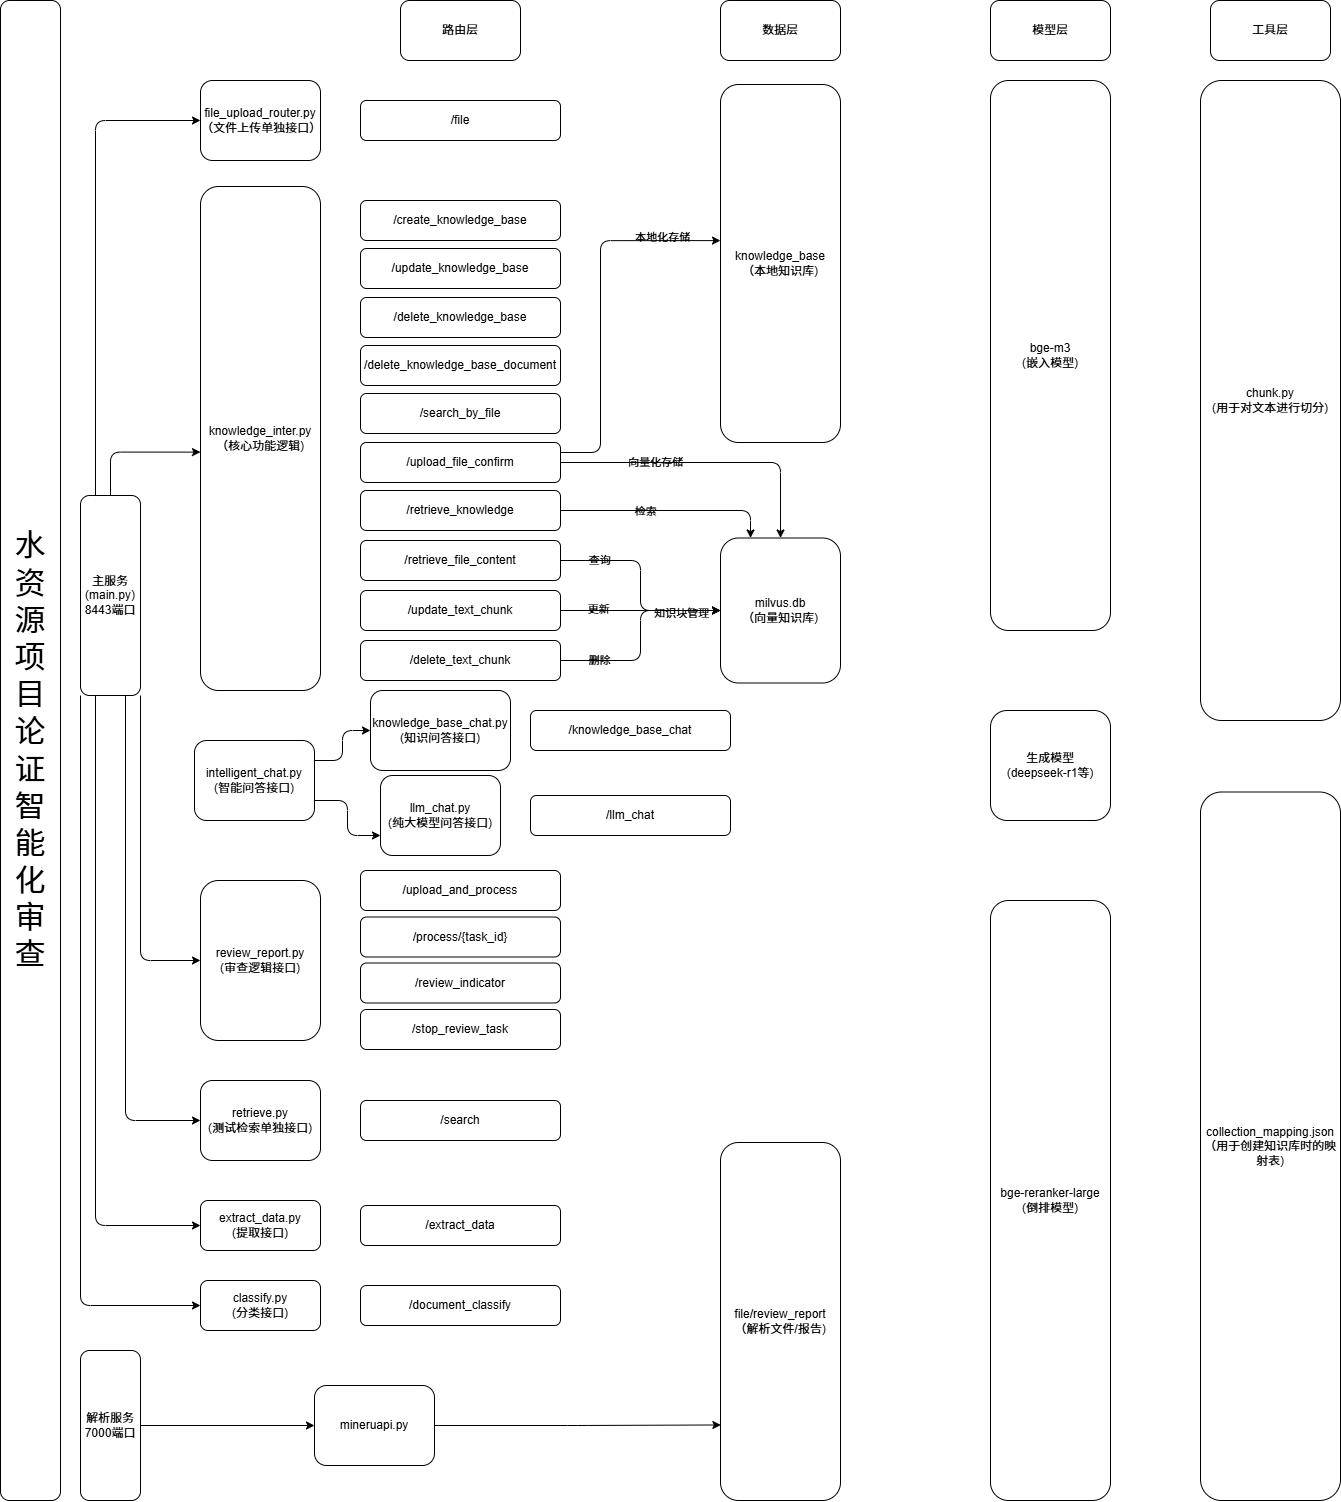 水资源项目论证智能化审查
路由层
数据层
模型层
工具层
file_upload_router.py
（文件上传单独接口）
/file
knowledge_inter.py
（核心功能逻辑)
/create_knowledge_base
/update_knowledge_base
/delete_knowledge_base
/delete_knowledge_base_document
/search_by_file
/upload_file_confirm
/retrieve_knowledge
/retrieve_file_content
/update_text_chunk
/delete_text_chunk
本地化存储
向量化存储
检索
查询
更新
删除
知识块管理
knowledge_base
（本地知识库)
milvus.db
（向量知识库)
bge-m3
(嵌入模型)
chunk.py
(用于对文本进行切分)
主服务
(main.py)
8443端口
intelligent_chat.py
(智能问答接口)
knowledge_base_chat.py
(知识问答接口)
/knowledge_base_chat
llm_chat.py
(纯大模型问答接口)
/llm_chat
生成模型
(deepseek-r1等)
review_report.py
(审查逻辑接口)
/upload_and_process
/process/{task_id}
/review_indicator
/stop_review_task
retrieve.py
(测试检索单独接口)
/search
extract_data.py
(提取接口)
/extract_data
classify.py
(分类接口)
/document_classify
解析服务
7000端口
mineruapi.py
file/review_report
（解析文件/报告)
bge-reranker-large
(倒排模型)
collection_mapping.json
（用于创建知识库时的映
射表)